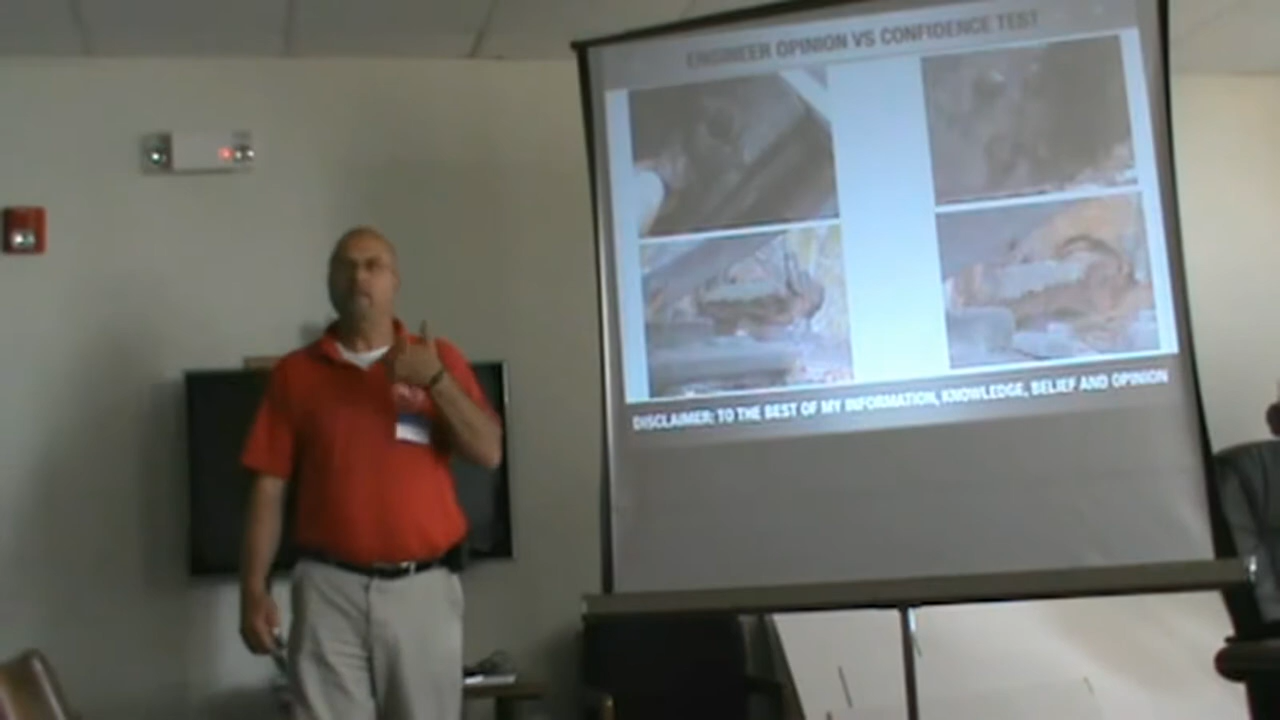 ENGINEER OPINION VS CONFIDENCE TEST
DISCLAIMER: TO THE BEST OF MY INFORMATION, KNOWLEDGE, BELIEF AND OPINION